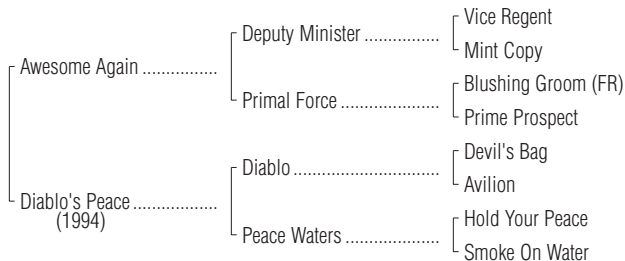 Vice Regent
Deputy Minister ................
Mint Copy
Awesome Again ................
Blushing Groom (FR)
Primal Force .....................
Prime Prospect
Devil's Bag
Diablo ...............................
Avilion
Diablo's Peace ..................
(1994)
Hold Your Peace
Peace Waters ....................
Smoke On Water